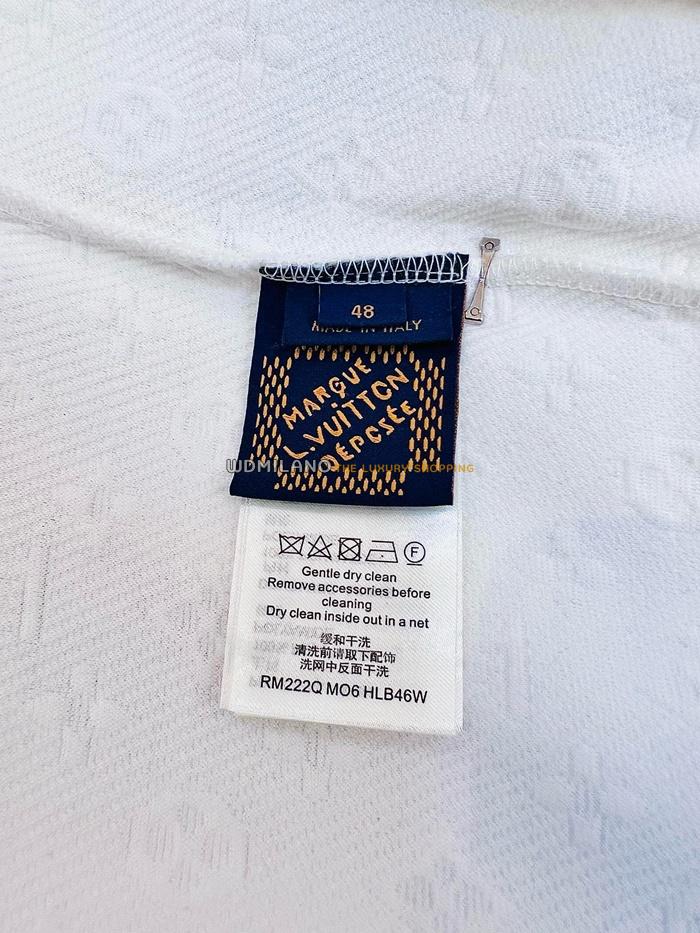 48
MADE IN ITALY
MARQUE
L.VUITTON
DÉPOSÉE
WDMILANO THE LUXURY SHOPPING
F
Gentle dry clean
Remove accessories before
cleaning
Dry clean inside out in a net
缓和干洗
清洗前请取下配饰
洗网中反面干洗
RM222Q MO6 HLB46W